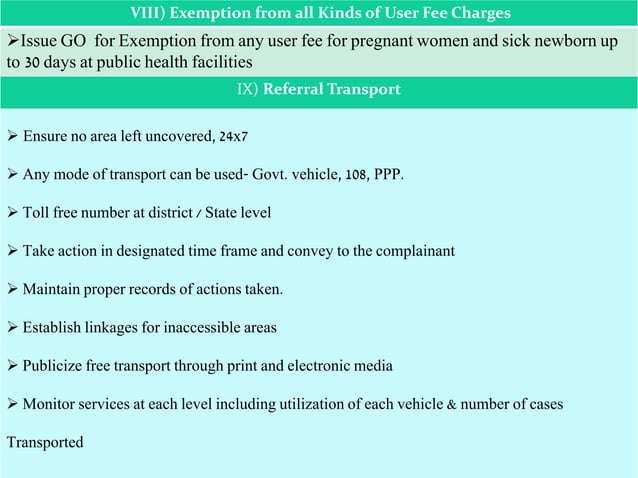 VIII) Exemption from all Kinds of User Fee Charges
➢Issue GO for Exemption from any user fee for pregnant women and sick newborn up
to 30 days at public health facilities
IX) Referral Transport
➢ Ensure no area left uncovered, 24x7
➢ Any mode of transport can be used- Govt. vehicle, 108, PPP.
➢ Toll free number at district / State level
➢ Take action in designated time frame and convey to the complainant
➢ Maintain proper records of actions taken.
➢ Establish linkages for inaccessible areas
➢ Publicize free transport through print and electronic media
➢ Monitor services at each level including utilization of each vehicle & number of cases
Transported